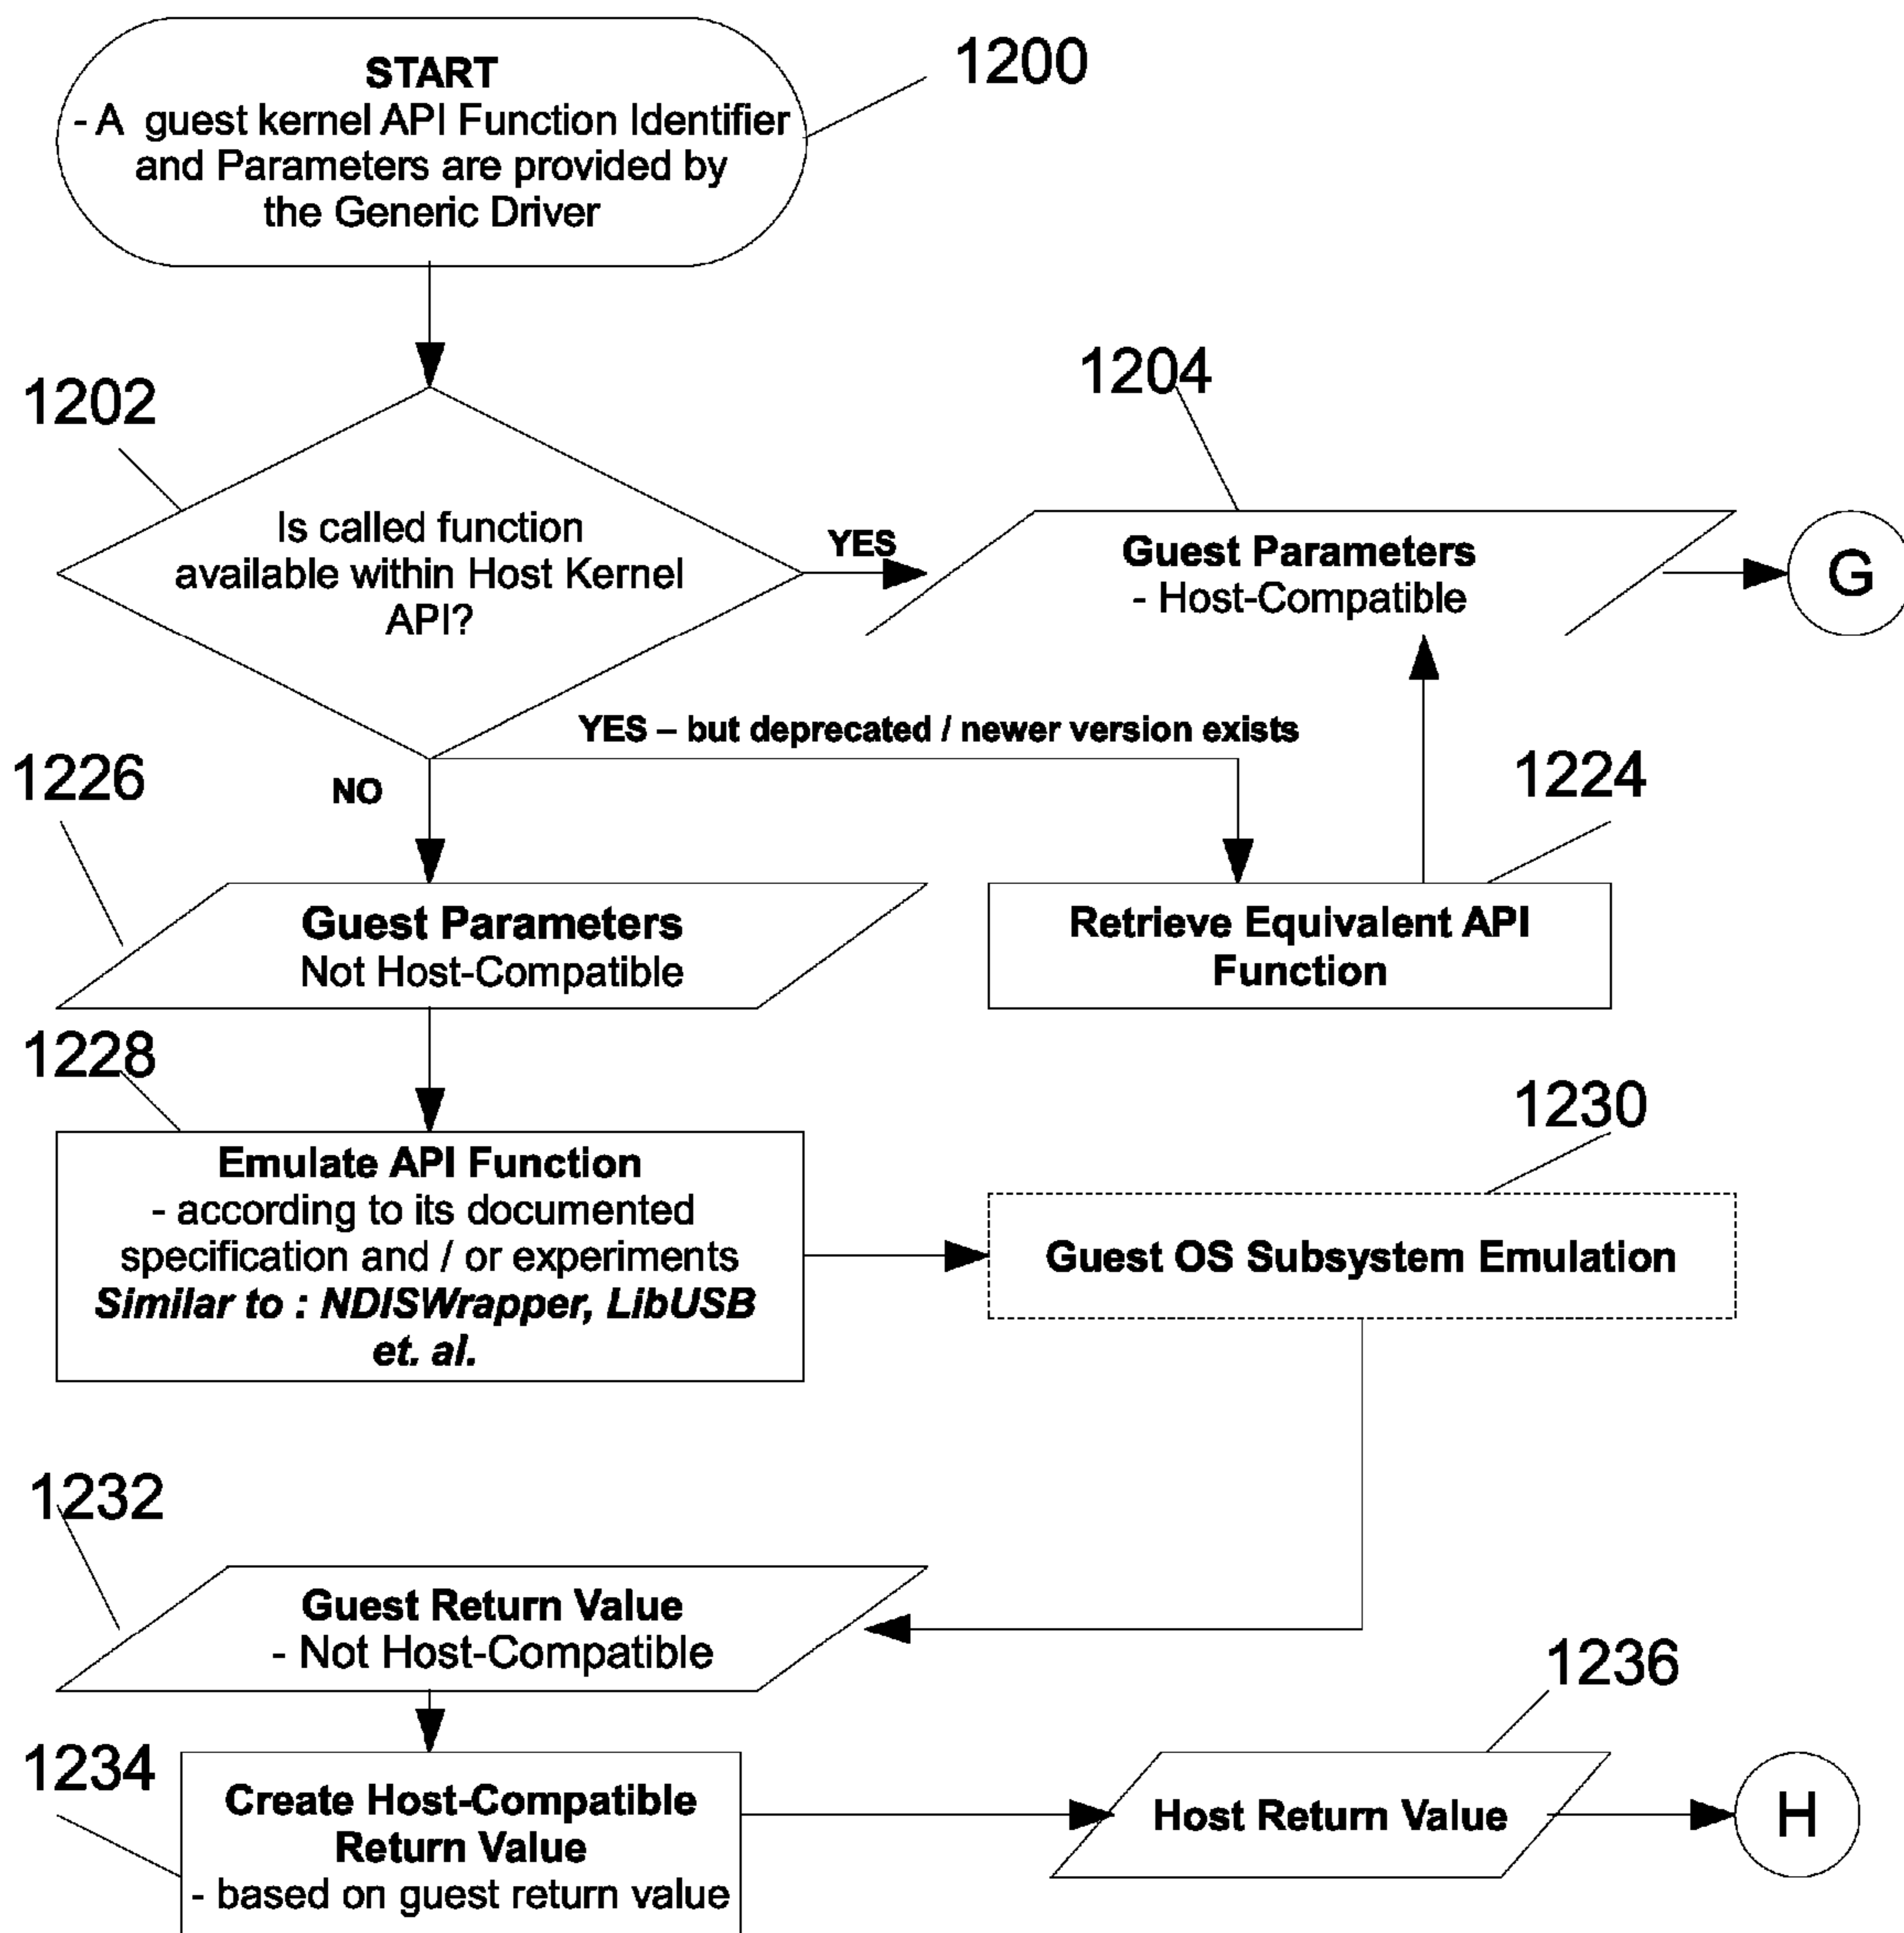 START
- A guest kernel API Function Identifier
and Parameters are provided by
the Generic Driver
1200
1202
Is called function
available within Host Kernel
API?
YES
1204
Guest Parameters
- Host-Compatible
G
YES – but deprecated / newer version exists
NO
1226
Guest Parameters
Not Host-Compatible
1224
Retrieve Equivalent API
Function
1228
Emulate API Function
- according to its documented
specification and / or experiments
Similar to : NDISWrapper, LibUSB
et. al.
1230
Guest OS Subsystem Emulation
1232
Guest Return Value
- Not Host-Compatible
1234
Create Host-Compatible
Return Value
- based on guest return value
1236
Host Return Value
H